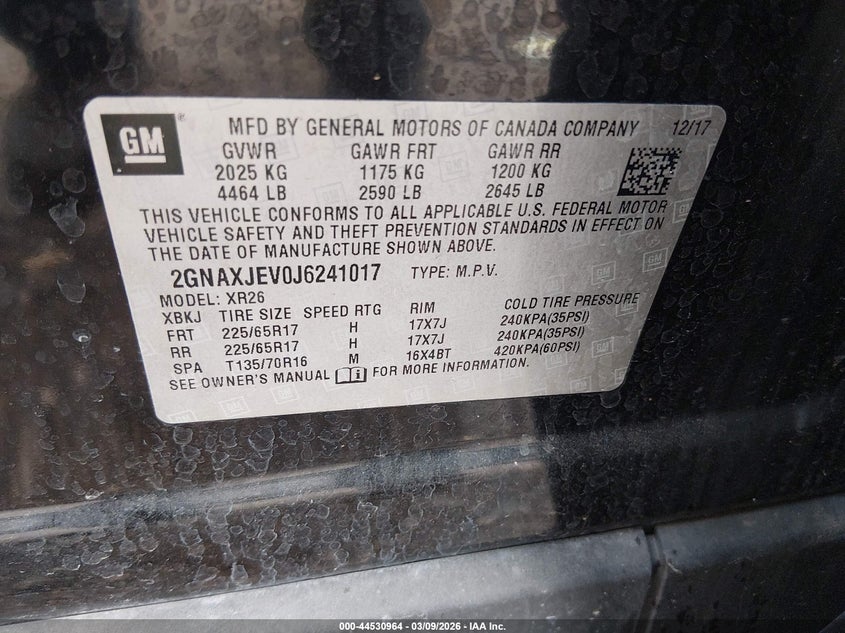 GM
MFD BY GENERAL MOTORS OF CANADA COMPANY 12/17
GVWR GAWR FRT GAWR RR
2025 KG 1175 KG 1200 KG
4464 LB 2590 LB 2645 LB
THIS VEHICLE CONFORMS TO ALL APPLICABLE U.S. FEDERAL MOTOR
VEHICLE SAFETY AND THEFT PREVENTION STANDARDS IN EFFECT ON
THE DATE OF MANUFACTURE SHOWN ABOVE.
2GNAXJEV0J6241017 TYPE: M.P.V.
MODEL: XR26
XBKJ TIRE SIZE SPEED RTG RIM COLD TIRE PRESSURE
FRT 225/65R17 H 17X7J 240KPA(35PSI)
RR 225/65R17 H 17X7J 240KPA(35PSI)
SPA T135/70R16 M 16X4BT 420KPA(60PSI)
SEE OWNER'S MANUAL FOR MORE INFORMATION.
000-44530964 — 03/09/2026 — IAA Inc.